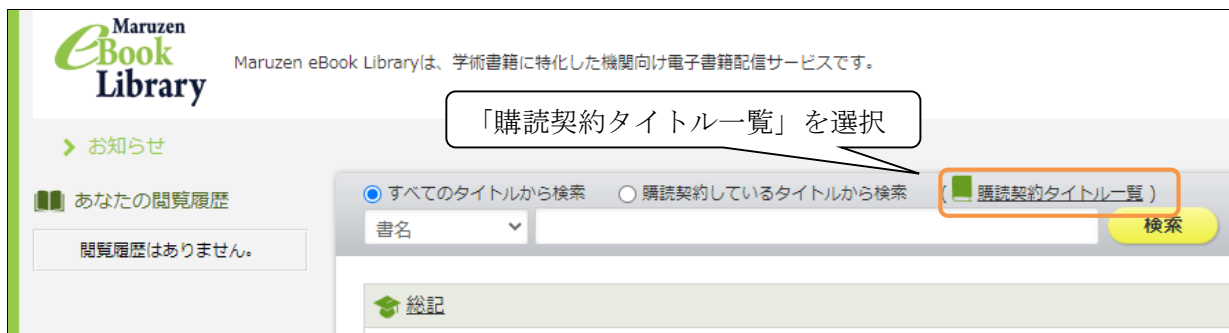 Maruzen
eBook
Library
Maruzen eBook Libraryは、学術書籍に特化した機関向け電子書籍配信サービスです。
「購読契約タイトル一覧」を選択
お知らせ
あなたの閲覧履歴
閲覧履歴はありません。
すべてのタイトルから検索 購読契約しているタイトルから検索 ( 購読契約タイトル一覧 )
書名 検索
総記